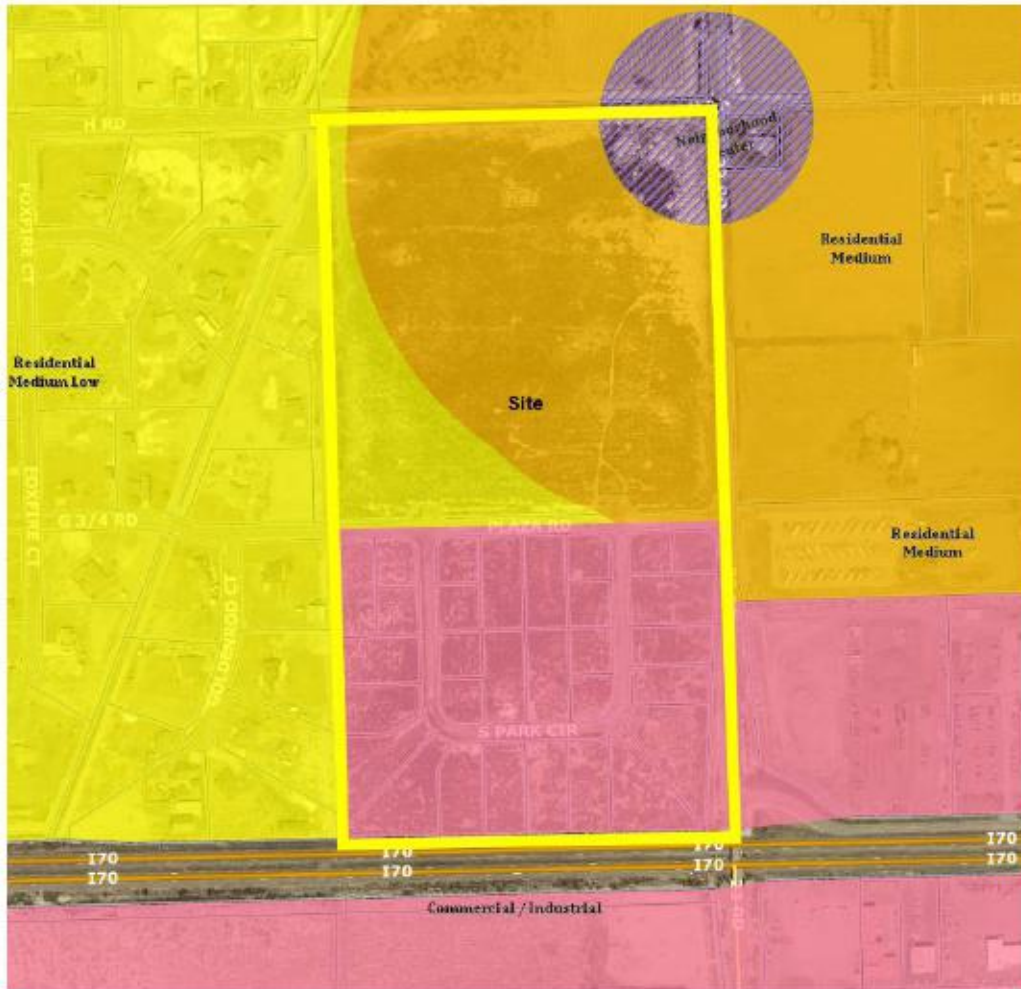 H RD
H RD
Neighborhood
Center
FOXFIRE CT
Residential
Medium
Residential
Medium Low
Site
FOXFIRE CT
G 3/4 RD
PLAZA RD
Residential
Medium
GOLDENROD CT
S PARK CIR
I70
I70
I70
I70
I70
I70
I70
I70
Commercial / Industrial